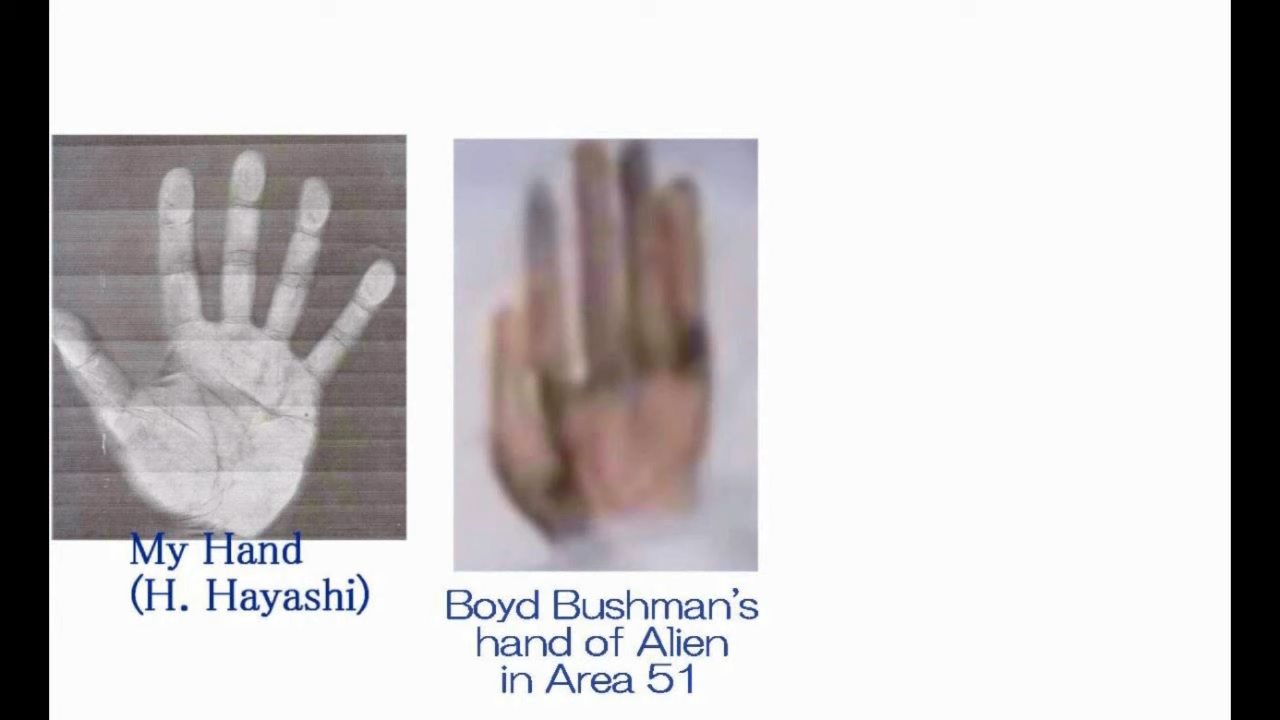 My Hand
(H. Hayashi)
Boyd Bushman's
hand of Alien
in Area 51